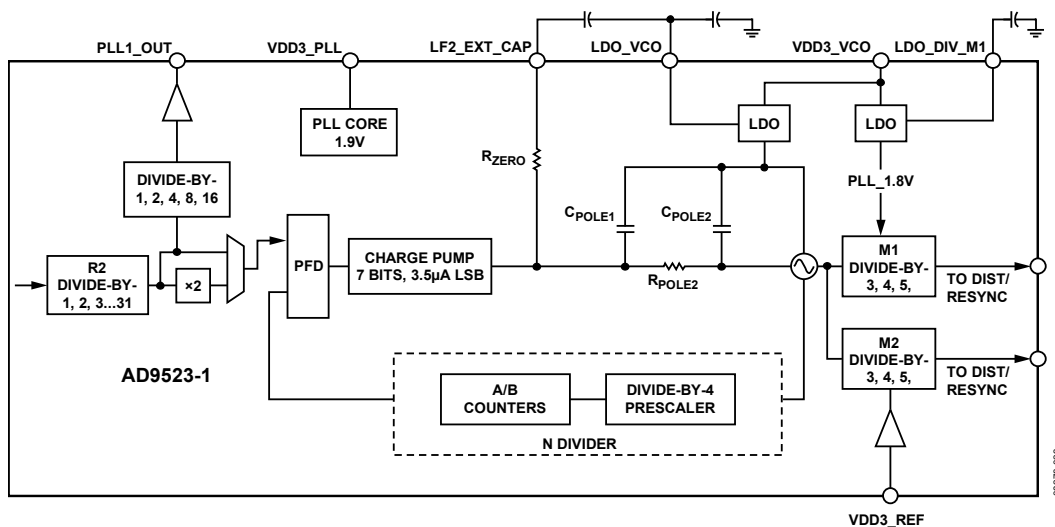 PLL1_OUT
VDD3_PLL
LF2_EXT_CAP
LDO_VCO
VDD3_VCO
LDO_DIV_M1
PLL CORE
1.9V
LDO
LDO
RZERO
DIVIDE-BY-
1, 2, 4, 8, 16
PLL_1.8V
CPOLE1
CPOLE2
R2
DIVIDE-BY-
1, 2, 3...31
×2
PFD
CHARGE PUMP
7 BITS, 3.5µA LSB
RPOLE2
M1
DIVIDE-BY-
3, 4, 5,
TO DIST/
RESYNC
M2
DIVIDE-BY-
3, 4, 5,
TO DIST/
RESYNC
AD9523-1
A/B
COUNTERS
DIVIDE-BY-4
PRESCALER
N DIVIDER
VDD3_REF